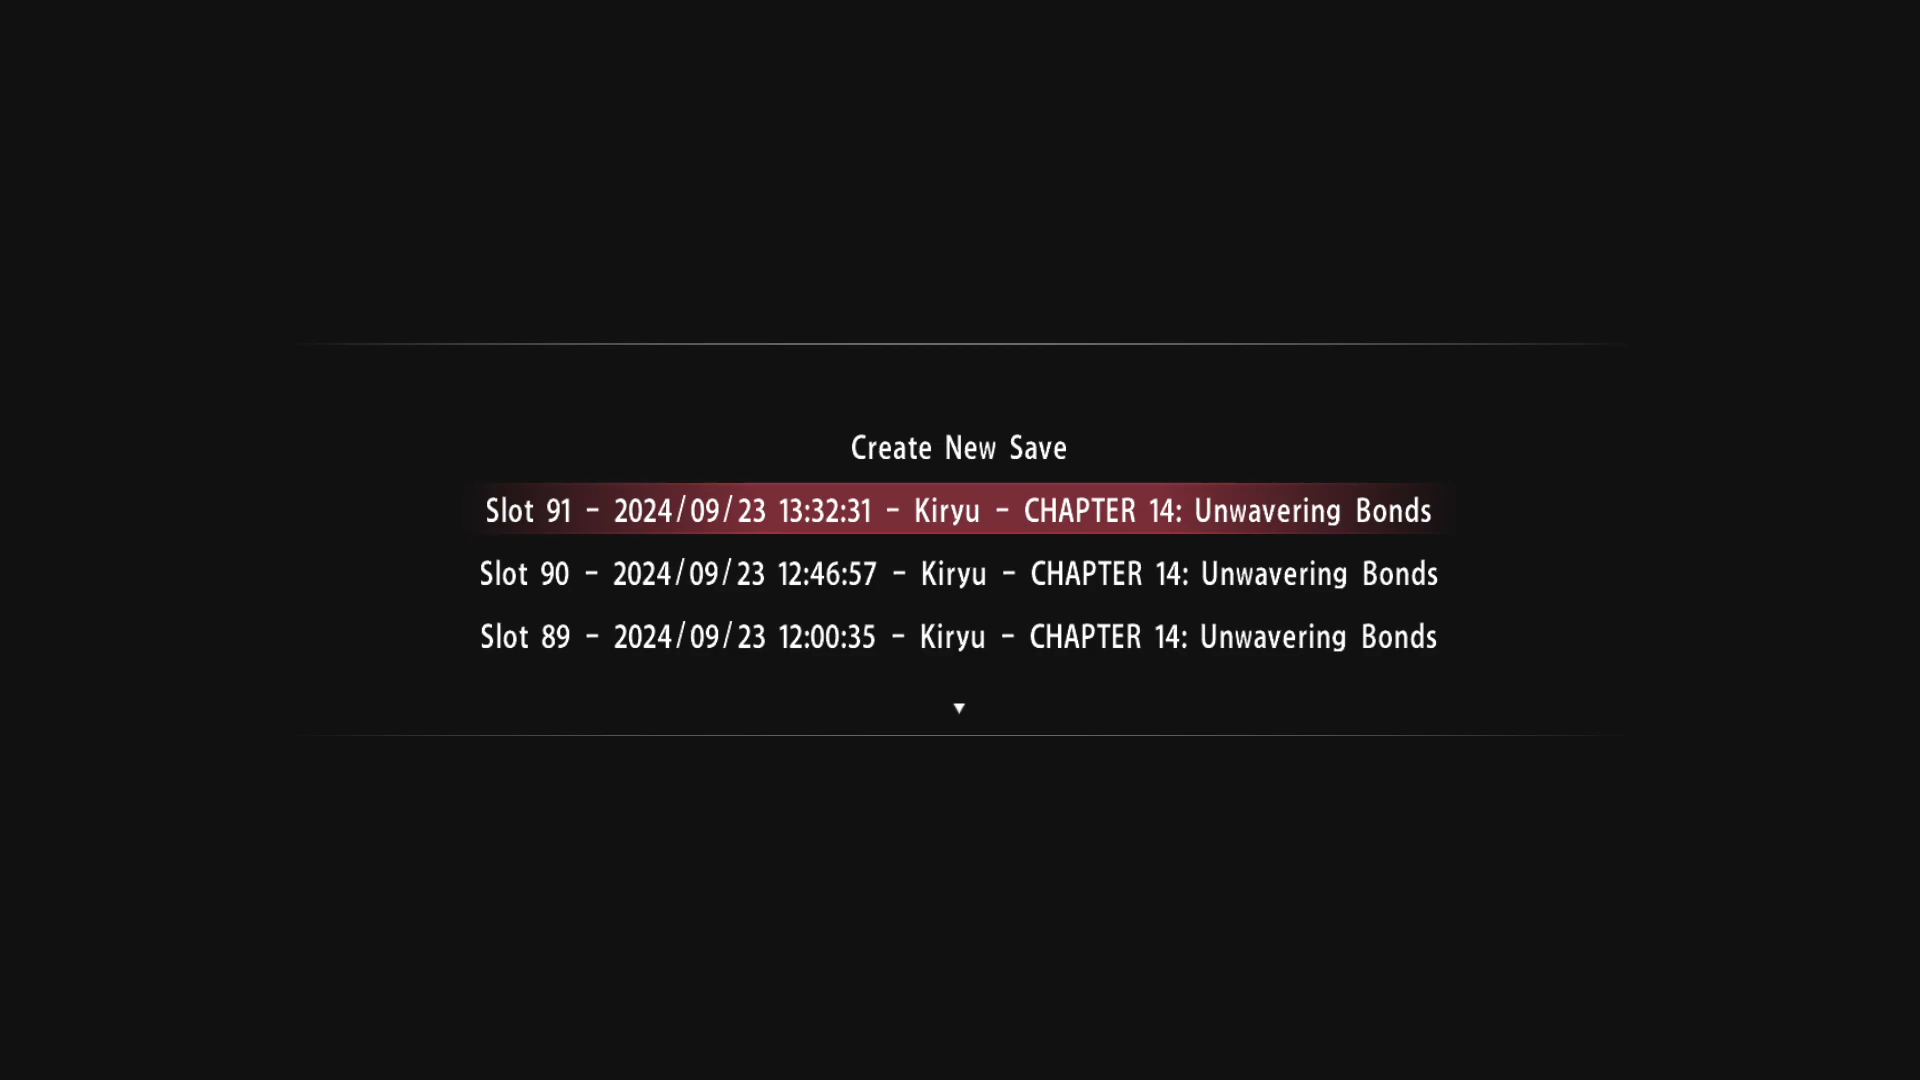 Create New Save
Slot 91 - 2024/09/23 13:32:31 - Kiryu - CHAPTER 14: Unwavering Bonds
Slot 90 - 2024/09/23 12:46:57 - Kiryu - CHAPTER 14: Unwavering Bonds
Slot 89 - 2024/09/23 12:00:35 - Kiryu - CHAPTER 14: Unwavering Bonds